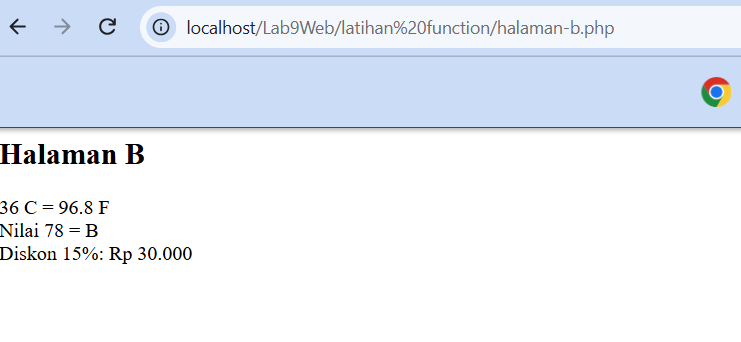 localhost/Lab9Web/latihan%20function/halaman-b.php
Halaman B
36 C = 96.8 F
Nilai 78 = B
Diskon 15%: Rp 30.000